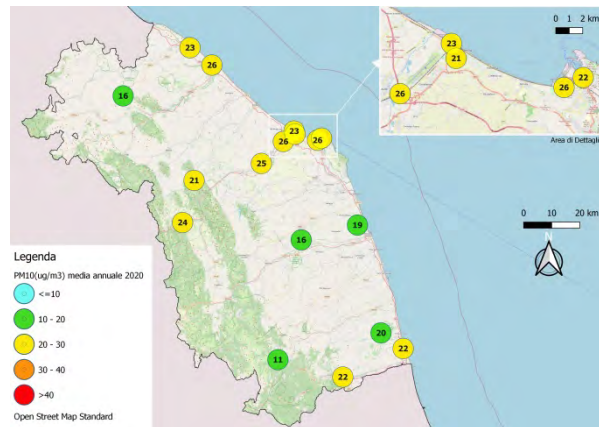 0 1 2 km
23
21
22
26
26
Area di Dettaglio
23
26
16
23
26
26
25
21
24
19
16
0 10 20 km
N
20
22
11
22
Legenda
PM10(ug/m3) media annuale 2020
<=10
10 - 20
20 - 30
30 - 40
>40
Open Street Map Standard